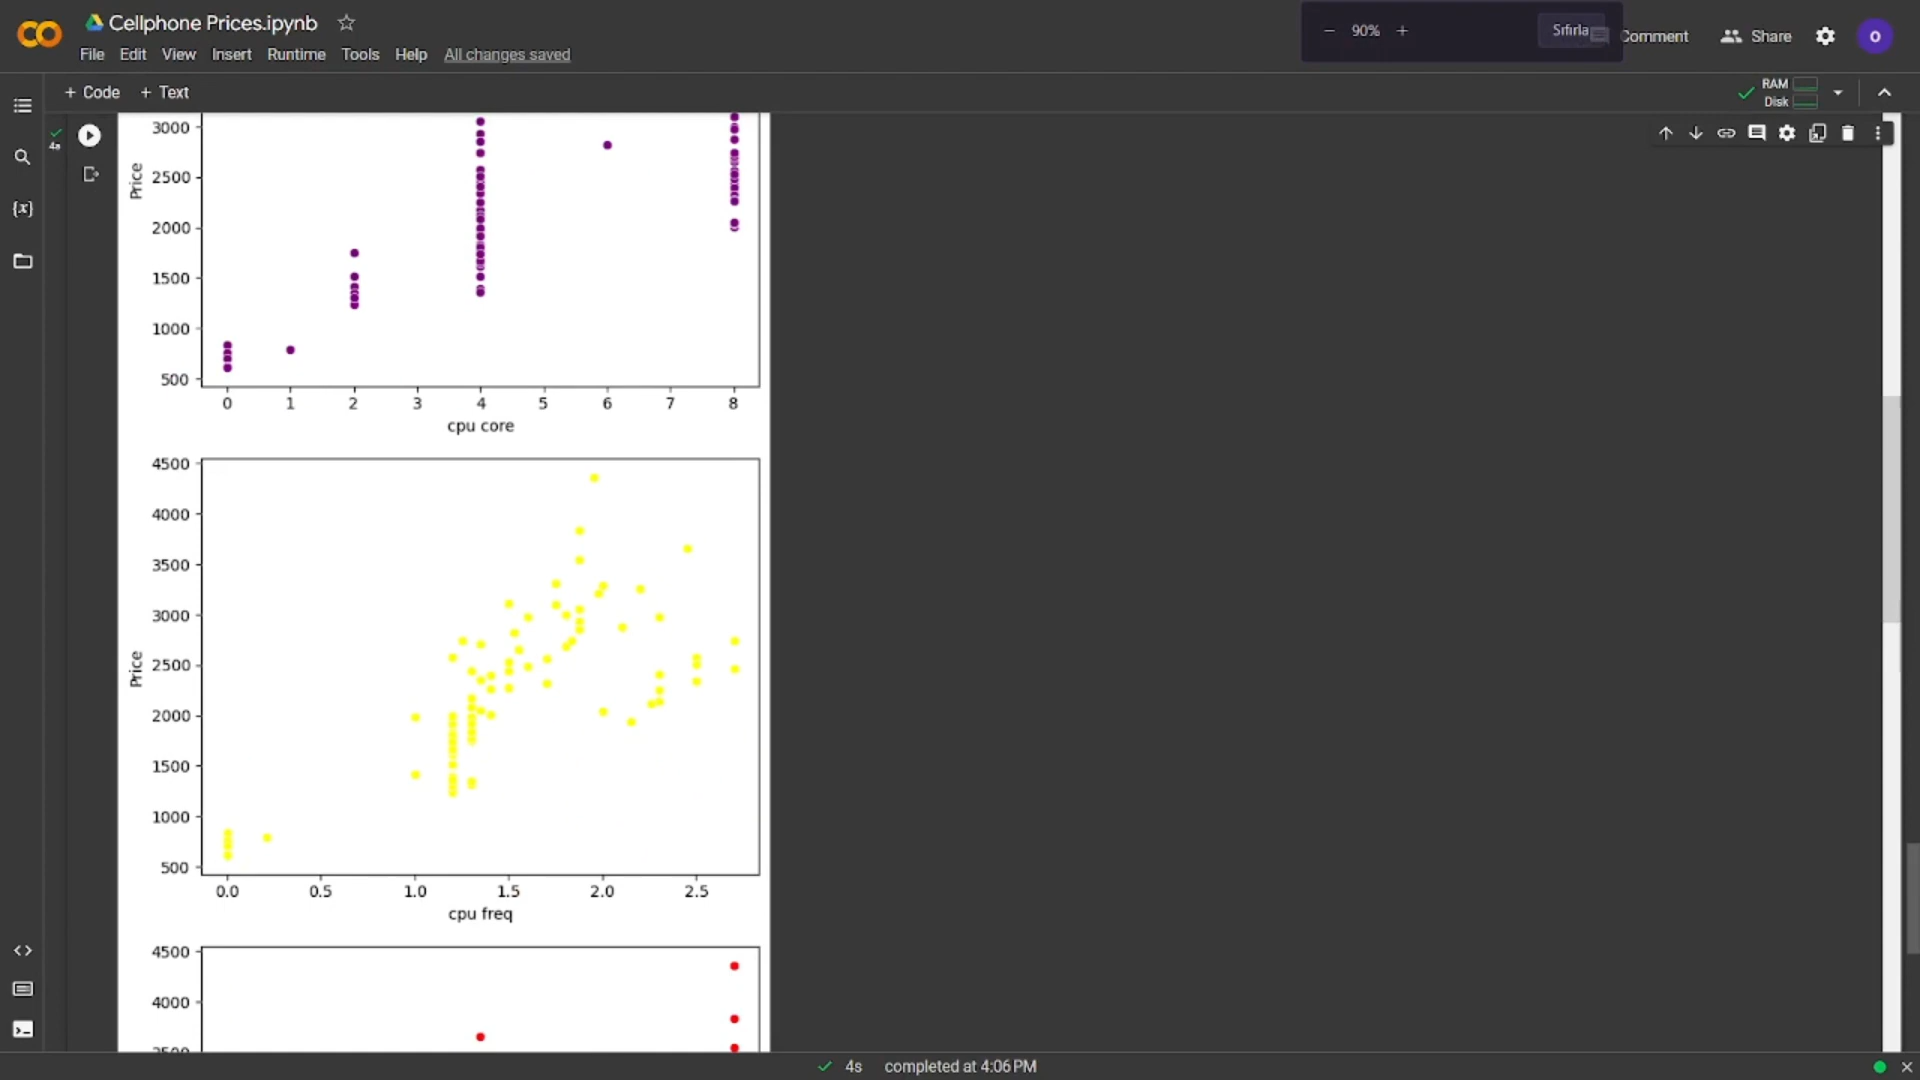 Cellphone Prices.ipynb
File Edit View Insert Runtime Tools Help All changes saved
90% Sıfırla Comment Share O
+ Code + Text RAM
Disk
4s
3000
2500
2000
1500
1000
500
Price
0 1 2 3 4 5 6 7 8
cpu core
4500
4000
3500
3000
2500
2000
1500
1000
500
Price
0.0 0.5 1.0 1.5 2.0 2.5
cpu freq
4500
4000
3500
4s completed at 4:06 PM